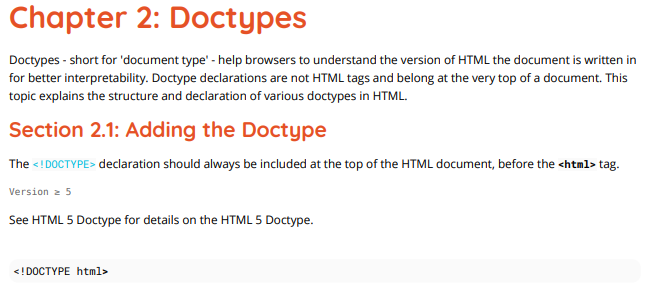 Chapter 2: Doctypes
Doctypes - short for 'document type' - help browsers to understand the version of HTML the document is written in
for better interpretability. Doctype declarations are not HTML tags and belong at the very top of a document. This
topic explains the structure and declaration of various doctypes in HTML.
Section 2.1: Adding the Doctype
The <!DOCTYPE> declaration should always be included at the top of the HTML document, before the <html> tag.
Version ≥ 5
See HTML 5 Doctype for details on the HTML 5 Doctype.
<!DOCTYPE html>